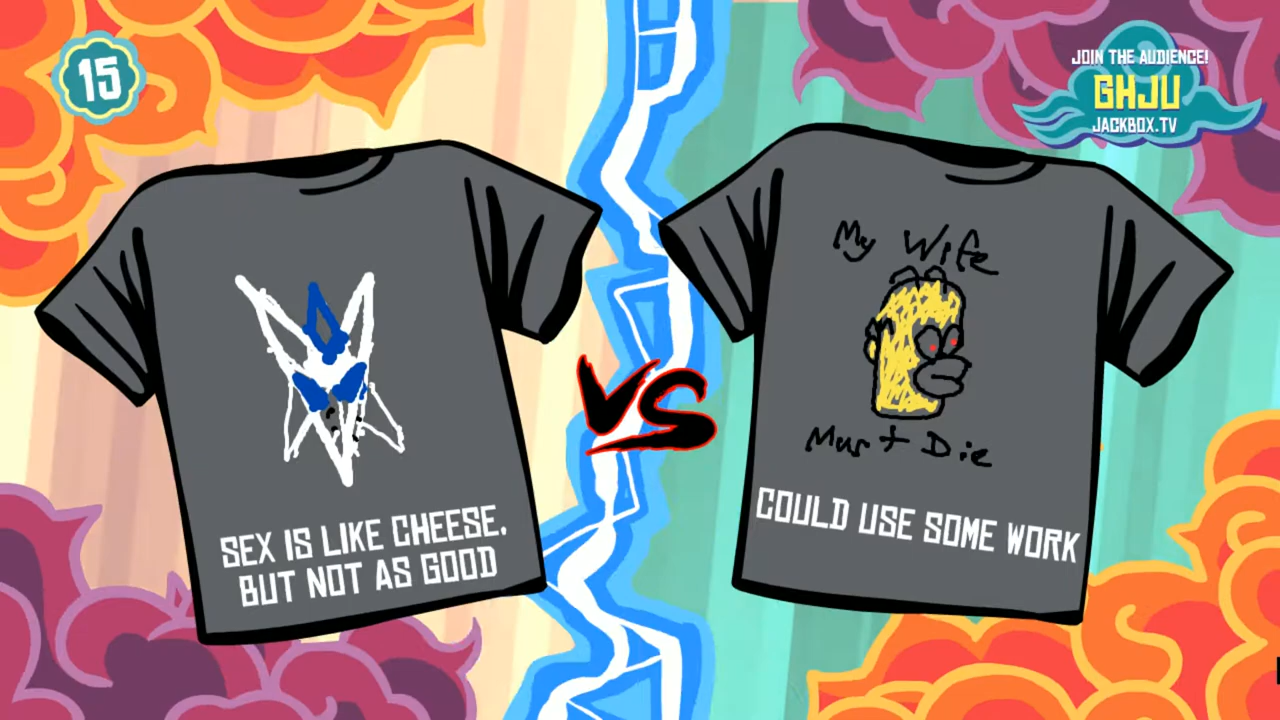 15
JOIN THE AUDIENCE!
GHJU
JACKBOX.TV
SEX IS LIKE CHEESE.
BUT NOT AS GOOD
VS
My Wife
Must Die
COULD USE SOME WORK